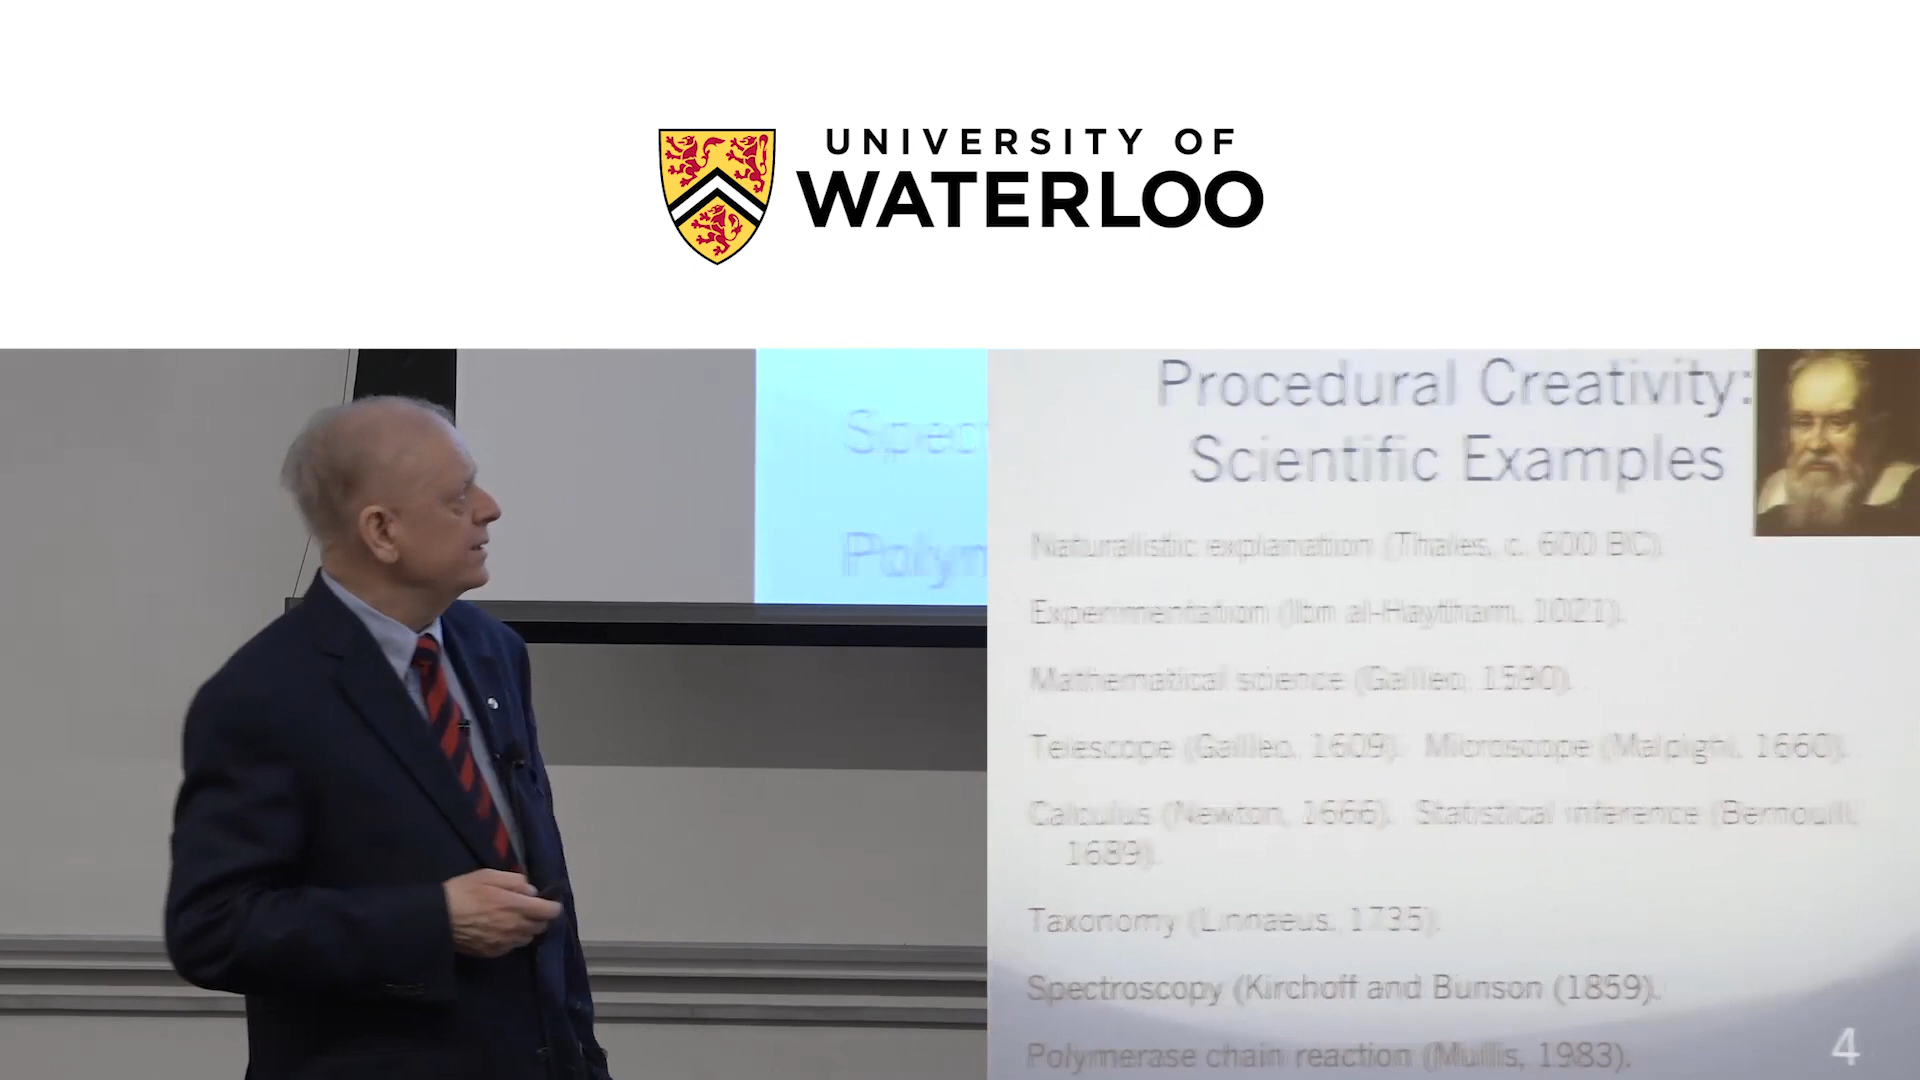 UNIVERSITY OF
WATERLOO
Spec
Polym
Procedural Creativity:
Scientific Examples
Naturalistic explanation (Thales, c. 600 BC).
Experimentation (Ibn al-Haytham, 1021).
Mathematical science (Galileo, 1590).
Telescope (Galileo, 1609). Microscope (Malpighi, 1660).
Calculus (Newton, 1666). Statistical inference (Bernoulli,
1689).
Taxonomy (Linnaeus, 1735).
Spectroscopy (Kirchoff and Bunson (1859).
Polymerase chain reaction (Mullis, 1983).
4